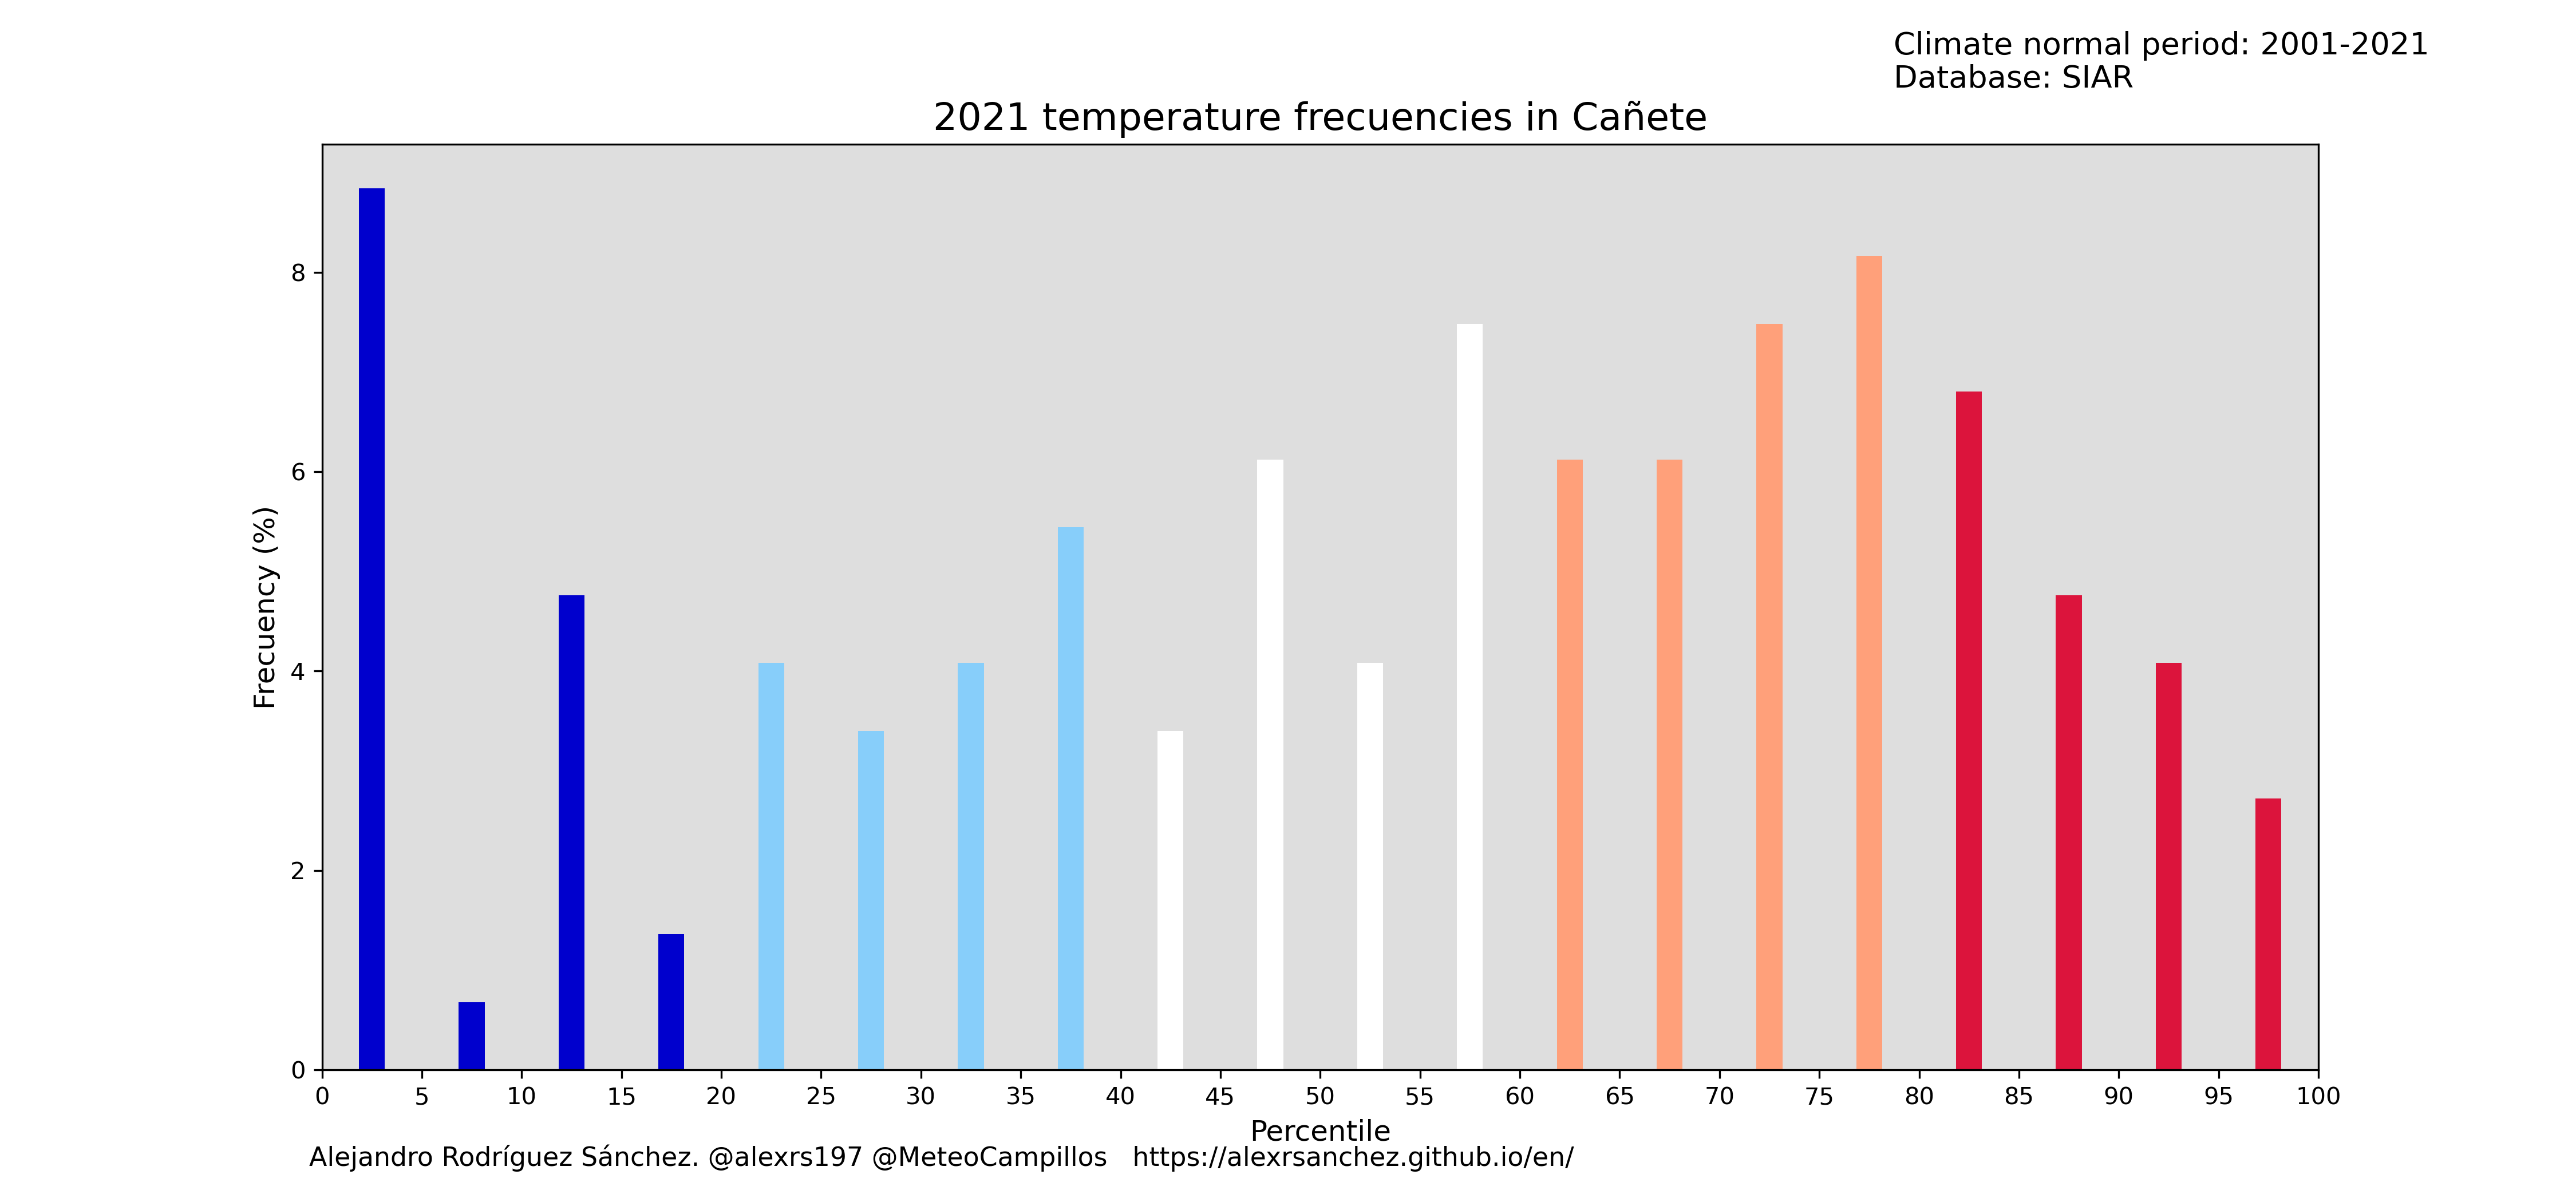 Climate normal period: 2001-2021
Database: SIAR
2021 temperature frecuencies in Cañete
Frecuency (%)
8
6
4
2
0
0 5 10 15 20 25 30 35 40 45 50 55 60 65 70 75 80 85 90 95 100
Percentile
Alejandro Rodríguez Sánchez. @alexrs197 @MeteoCampillos https://alexrsanchez.github.io/en/